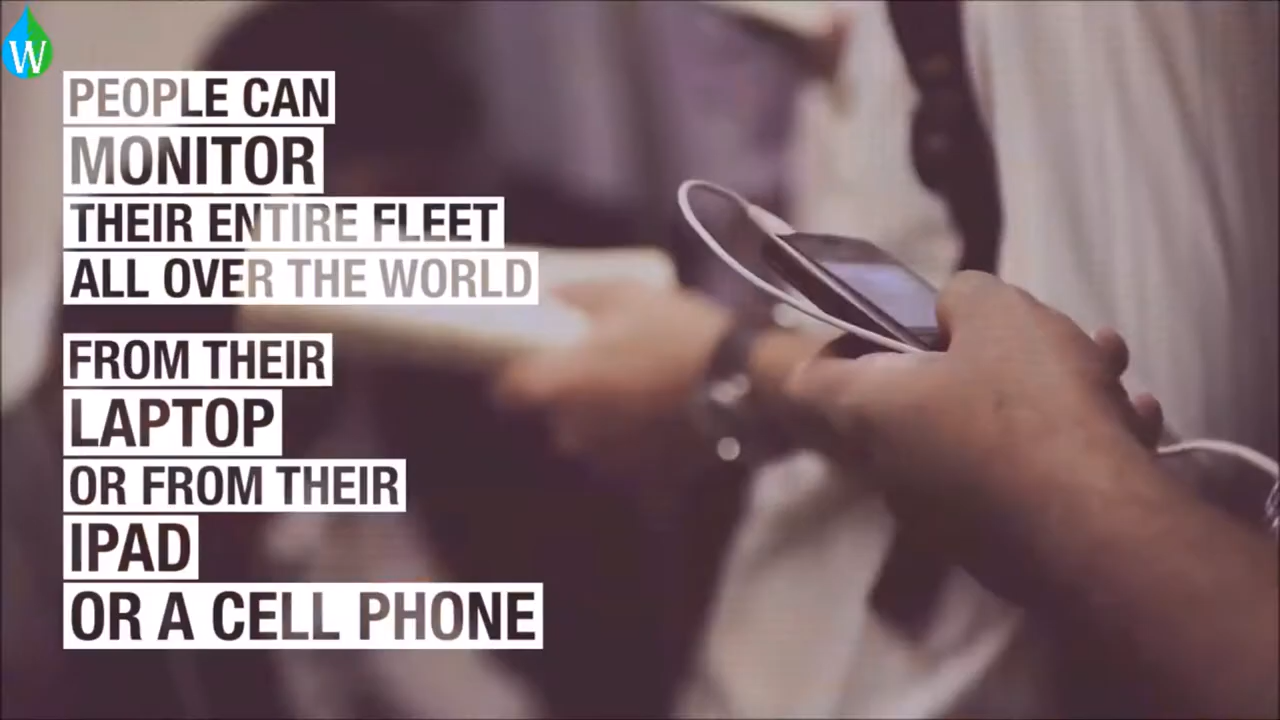 W
PEOPLE CAN
MONITOR
THEIR ENTIRE FLEET
ALL OVER THE WORLD
FROM THEIR
LAPTOP
OR FROM THEIR
IPAD
OR A CELL PHONE